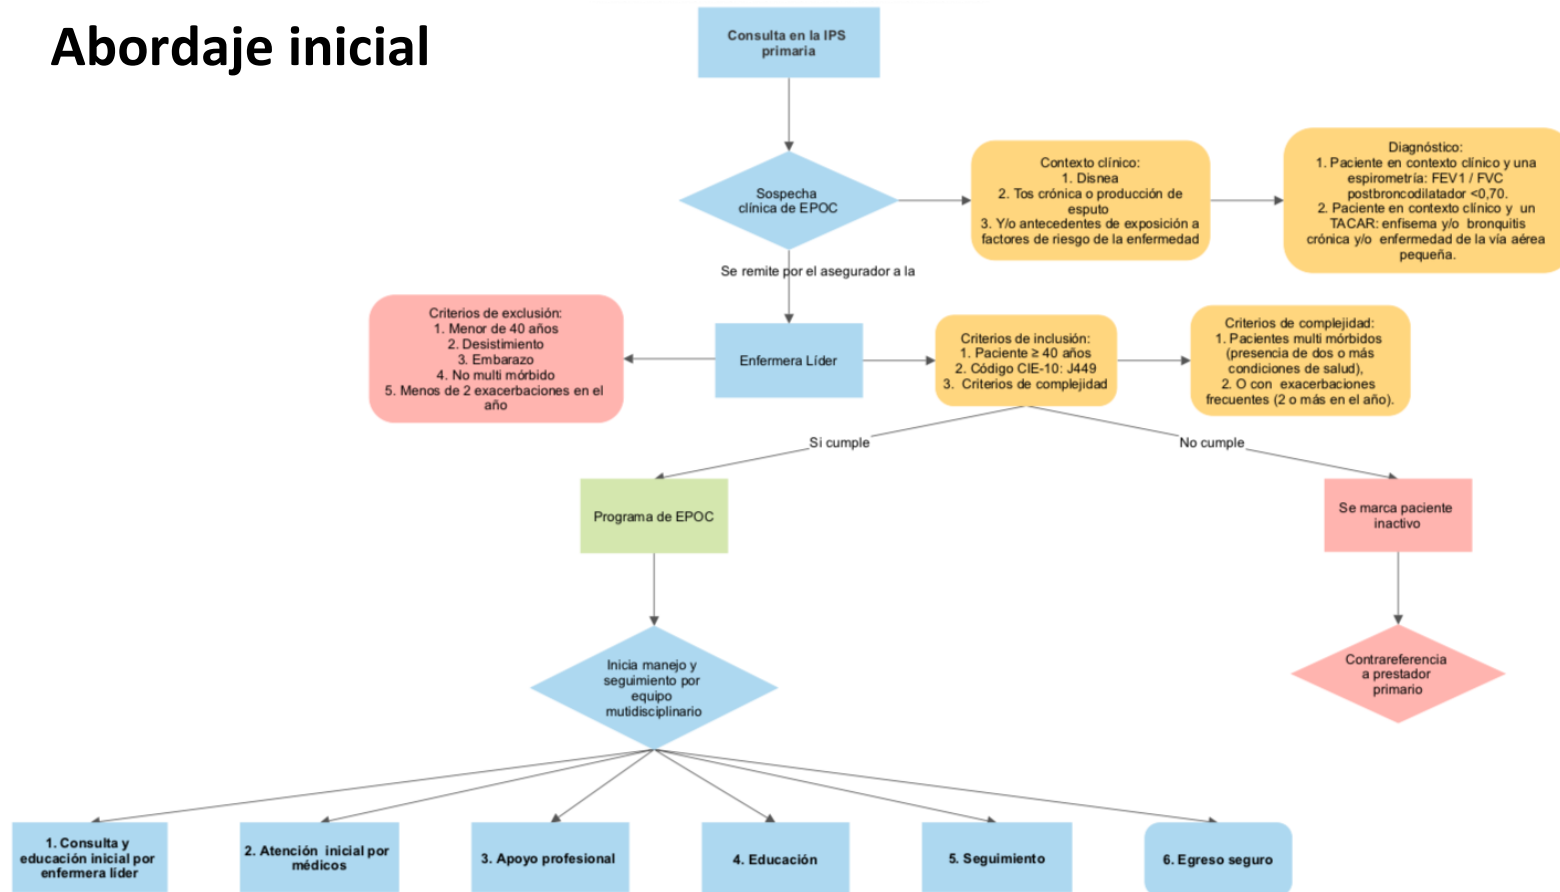 Abordaje inicial
Consulta en la IPS
primaria
Sospecha
clínica de EPOC
Contexto clínico:
1. Disnea
2. Tos crónica o producción de
esputo
3. Y/o antecedentes de exposición a
factores de riesgo de la enfermedad
Diagnóstico:
1. Paciente en contexto clínico y una
espirometría: FEV1 / FVC
postbroncodilatador <0,70.
2. Paciente en contexto clínico y un
TACAR: enfisema y/o bronquitis
crónica y/o enfermedad de la vía aérea
pequeña.
Se remite por el asegurador a la
Criterios de exclusión:
1. Menor de 40 años
2. Desistimiento
3. Embarazo
4. No multi mórbido
5. Menos de 2 exacerbaciones en el
año
Enfermera Líder
Criterios de inclusión:
1. Paciente ≥ 40 años
2. Código CIE-10: J449
3. Criterios de complejidad
Criterios de complejidad:
1. Pacientes multi mórbidos
(presencia de dos o más
condiciones de salud),
2. O con exacerbaciones
frecuentes (2 o más en el año).
Si cumple
No cumple
Programa de EPOC
Se marca paciente
inactivo
Inicia manejo y
seguimiento por
equipo
mutidisciplinario
Contrareferencia
a prestador
primario
1. Consulta y
educación inicial por
enfermera líder
2. Atención inicial por
médicos
3. Apoyo profesional
4. Educación
5. Seguimiento
6. Egreso seguro